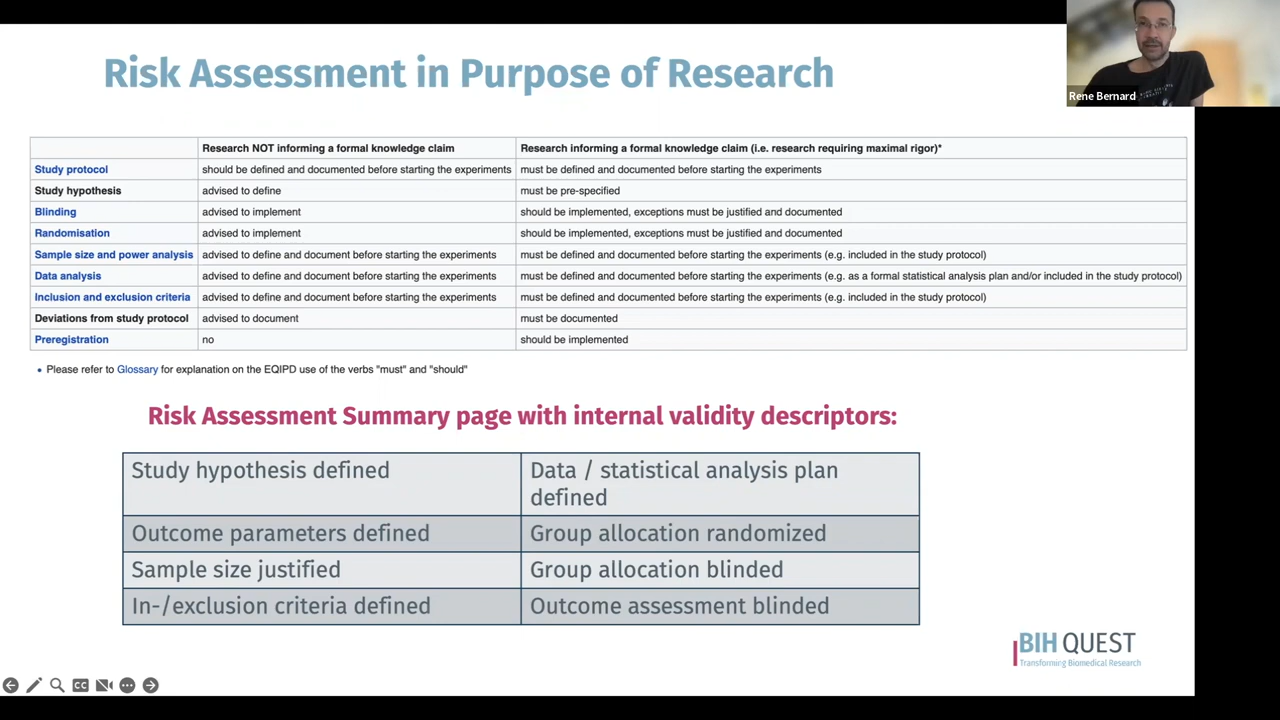 Risk Assessment in Purpose of Research
Rene Bernard
Research NOT informing a formal knowledge claim
Research informing a formal knowledge claim (i.e. research requiring maximal rigor)*
Study protocol
should be defined and documented before starting the experiments
must be defined and documented before starting the experiments
Study hypothesis
advised to define
must be pre-specified
Blinding
advised to implement
should be implemented, exceptions must be justified and documented
Randomisation
advised to implement
should be implemented, exceptions must be justified and documented
Sample size and power analysis
advised to define and document before starting the experiments
must be defined and documented before starting the experiments (e.g. included in the study protocol)
Data analysis
advised to define and document before starting the experiments
must be defined and documented before starting the experiments (e.g. as a formal statistical analysis plan and/or included in the study protocol)
Inclusion and exclusion criteria
advised to define and document before starting the experiments
must be defined and documented before starting the experiments (e.g. included in the study protocol)
Deviations from study protocol
advised to document
must be documented
Preregistration
no
should be implemented
• Please refer to Glossary for explanation on the EQIPD use of the verbs "must" and "should"
Risk Assessment Summary page with internal validity descriptors:
Study hypothesis defined
Data / statistical analysis plan
defined
Outcome parameters defined
Group allocation randomized
Sample size justified
Group allocation blinded
In-/exclusion criteria defined
Outcome assessment blinded
BIH QUEST
Transforming Biomedical Research
CC